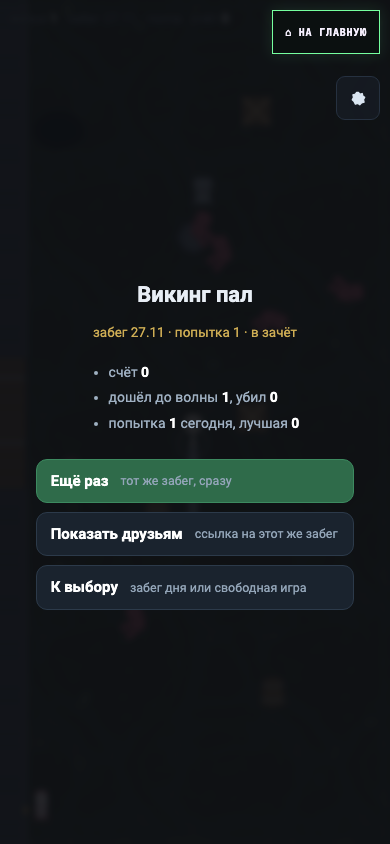 ⌂ НА ГЛАВНУЮ
Викинг пал
забег 27.11 · попытка 1 · в зачёт
• счёт 0
• дошёл до волны 1, убил 0
• попытка 1 сегодня, лучшая 0
Ещё раз тот же забег, сразу
Показать друзьям ссылка на этот же забег
К выбору забег дня или свободная игра